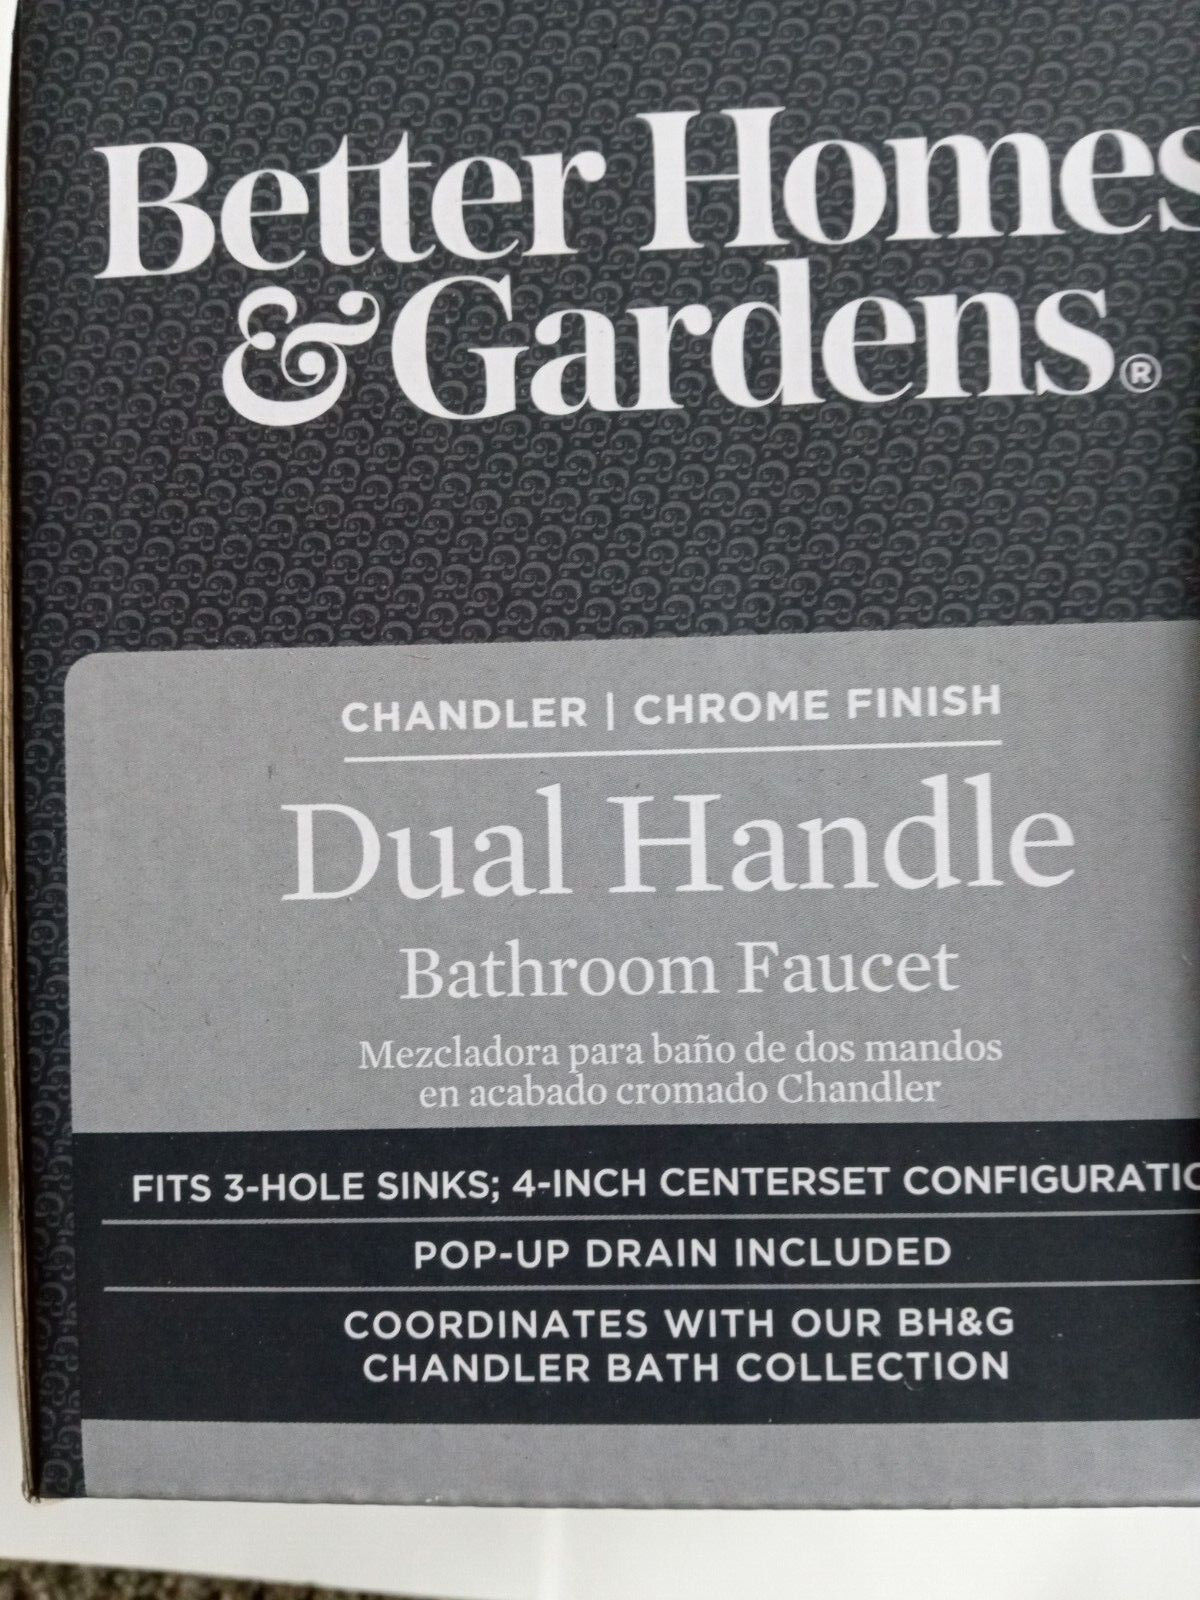 Better Homes
& Gardens®
CHANDLER | CHROME FINISH
Dual Handle
Bathroom Faucet
Mezcladora para baño de dos mandos
en acabado cromado Chandler
FITS 3-HOLE SINKS; 4-INCH CENTERSET CONFIGURATIO
POP-UP DRAIN INCLUDED
COORDINATES WITH OUR BH&G
CHANDLER BATH COLLECTION